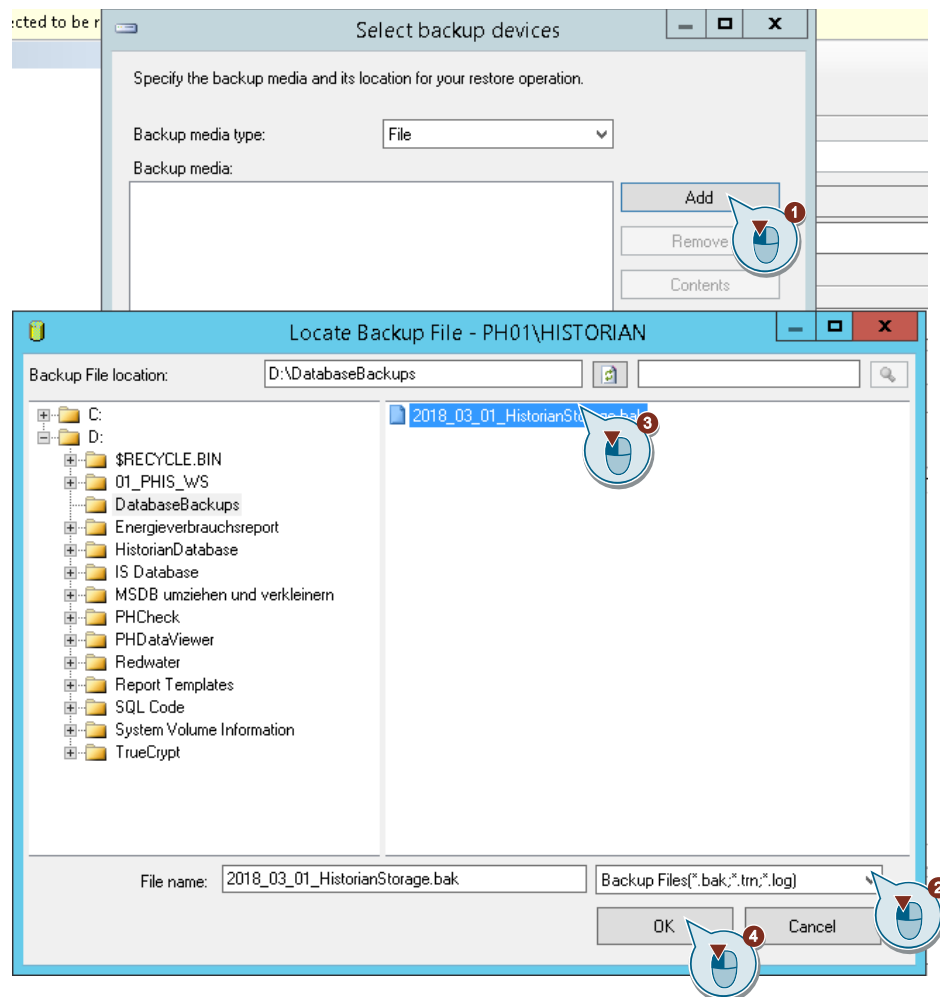 cted to be r
Select backup devices
Specify the backup media and its location for your restore operation.
Backup media type:
File
Backup media:
Add
1
Remove
Contents
Locate Backup File - PH01\HISTORIAN
Backup File location:
D:\DatabaseBackups
C:
2018_03_01_HistorianStorage.bak
3
D:
$RECYCLE.BIN
01_PHIS_WS
DatabaseBackups
Energieverbrauchsreport
HistorianDatabase
IS Database
MSDB umziehen und verkleinern
PHCheck
PHDataViewer
Redwater
Report Templates
SQL Code
System Volume Information
TrueCrypt
File name:
2018_03_01_HistorianStorage.bak
Backup Files(*.bak;*.trn;*.log)
2
OK
Cancel
4